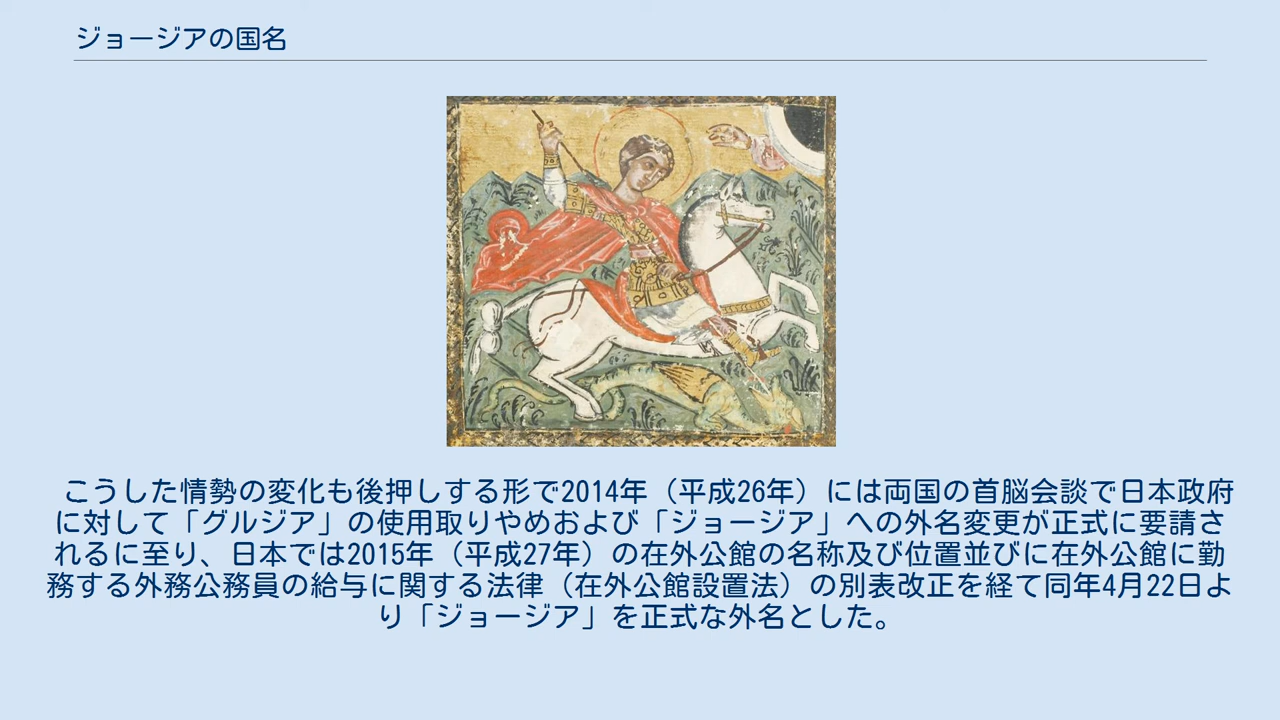 ジョージアの国名
こうした情勢の変化も後押しする形で2014年（平成26年）には両国の首脳会談で日本政府
に対して「グルジア」の使用取りやめおよび「ジョージア」への外名変更が正式に要請さ
れるに至り、日本では2015年（平成27年）の在外公館の名称及び位置並びに在外公館に勤
務する外務公務員の給与に関する法律（在外公館設置法）の別表改正を経て同年4月22日よ
り「ジョージア」を正式な外名とした。